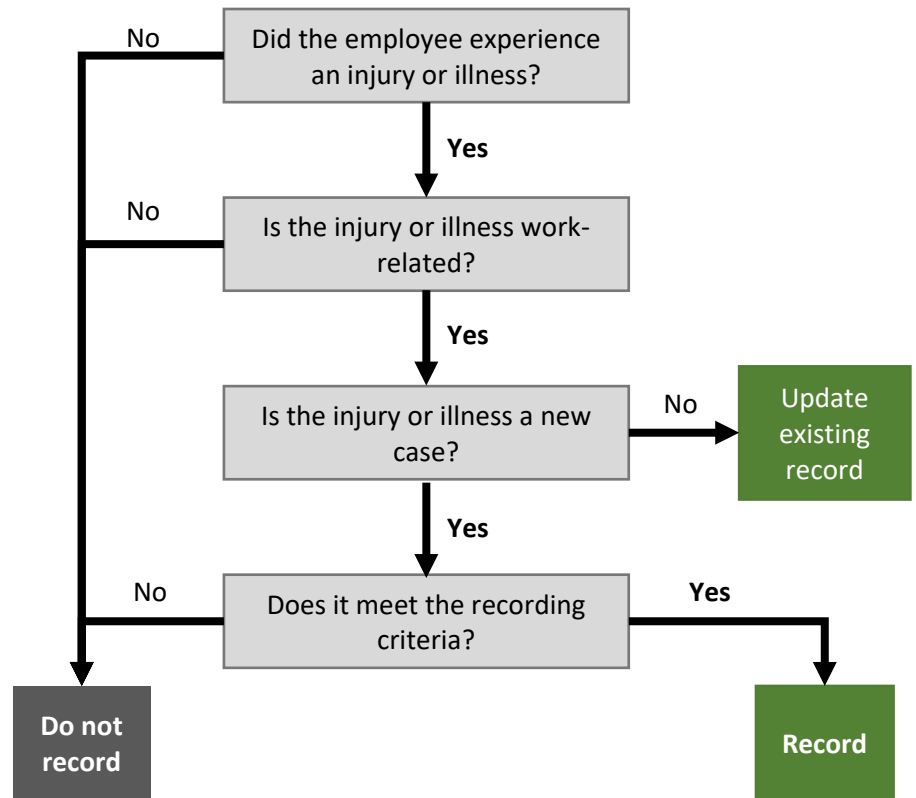 No
Did the employee experience
an injury or illness?
Yes
No
Is the injury or illness work-
related?
Yes
Is the injury or illness a new
case?
No
Update
existing
record
Yes
No
Does it meet the recording
criteria?
Yes
Do not
record
Record